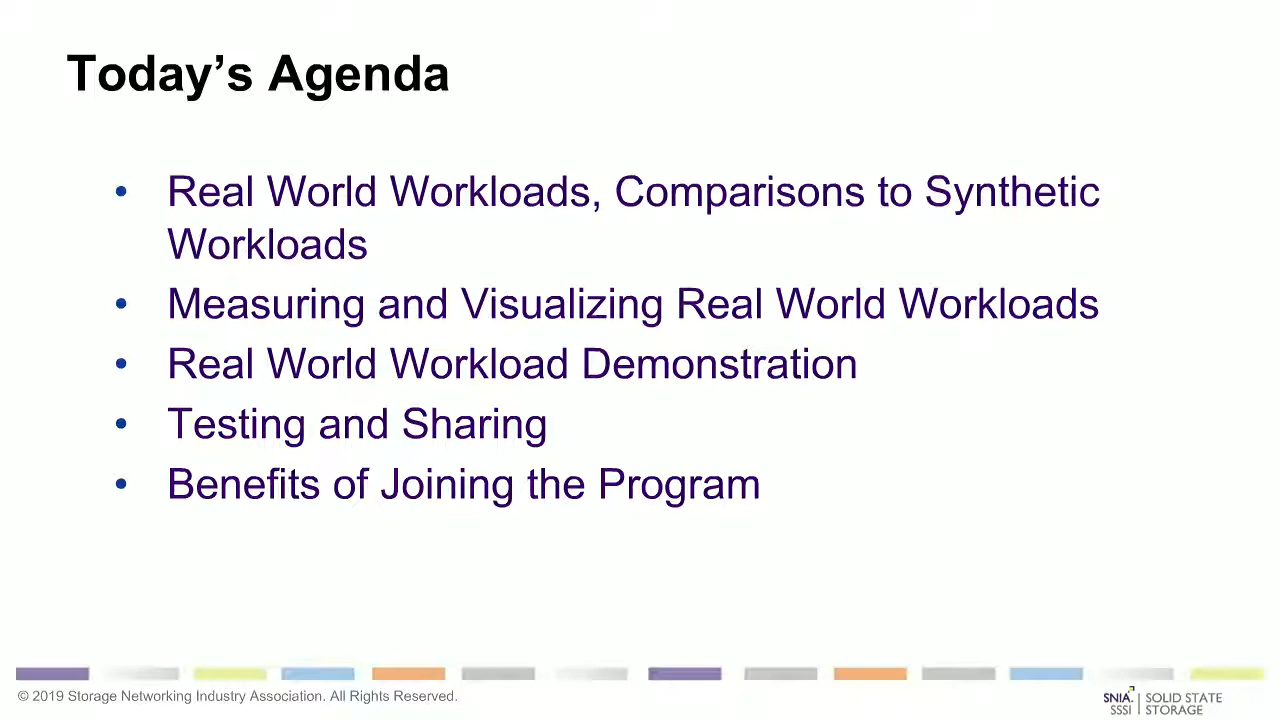 Today’s Agenda
• Real World Workloads, Comparisons to Synthetic
Workloads
• Measuring and Visualizing Real World Workloads
• Real World Workload Demonstration
• Testing and Sharing
• Benefits of Joining the Program
© 2019 Storage Networking Industry Association. All Rights Reserved.
SNIA. | SOLID STATE
SSSI | STORAGE